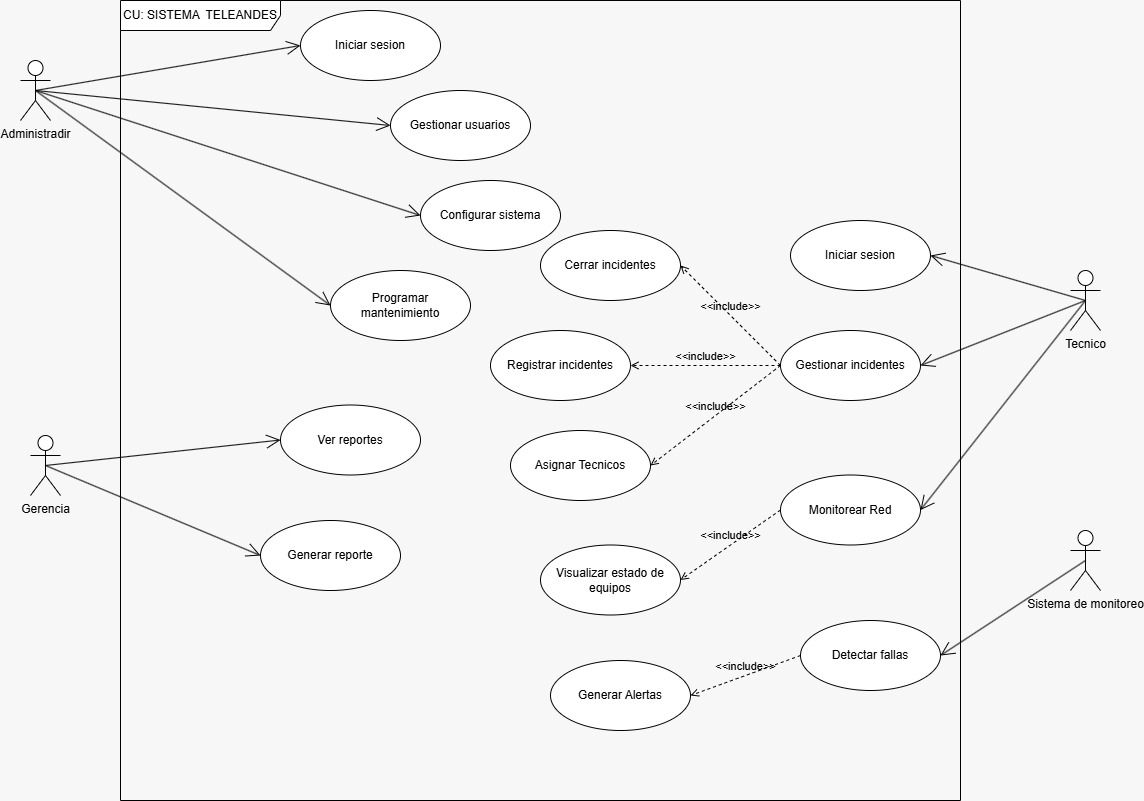 CU: SISTEMA TELEANDES
Iniciar sesion
Administradir
Gestionar usuarios
Configurar sistema
Cerrar incidentes
Iniciar sesion
Programar
mantenimiento
<<include>>
Tecnico
<<include>>
Registrar incidentes
Gestionar incidentes
<<include>>
Ver reportes
Asignar Tecnicos
Gerencia
Monitorear Red
<<include>>
Generar reporte
Visualizar estado de
equipos
Sistema de monitoreo
Detectar fallas
<<include>>
Generar Alertas